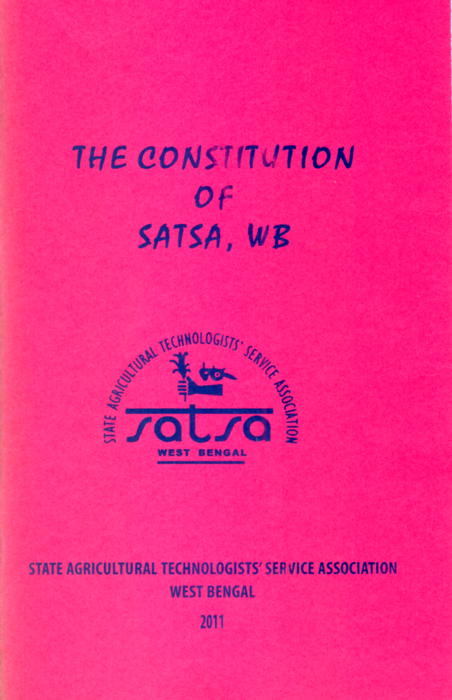 THE CONSTITUTION
OF
SATSA, WB
STATE AGRICULTURAL TECHNOLOGISTS' SERVICE ASSOCIATION
satsa
WEST BENGAL
STATE AGRICULTURAL TECHNOLOGISTS' SERVICE ASSOCIATION
WEST BENGAL
2011